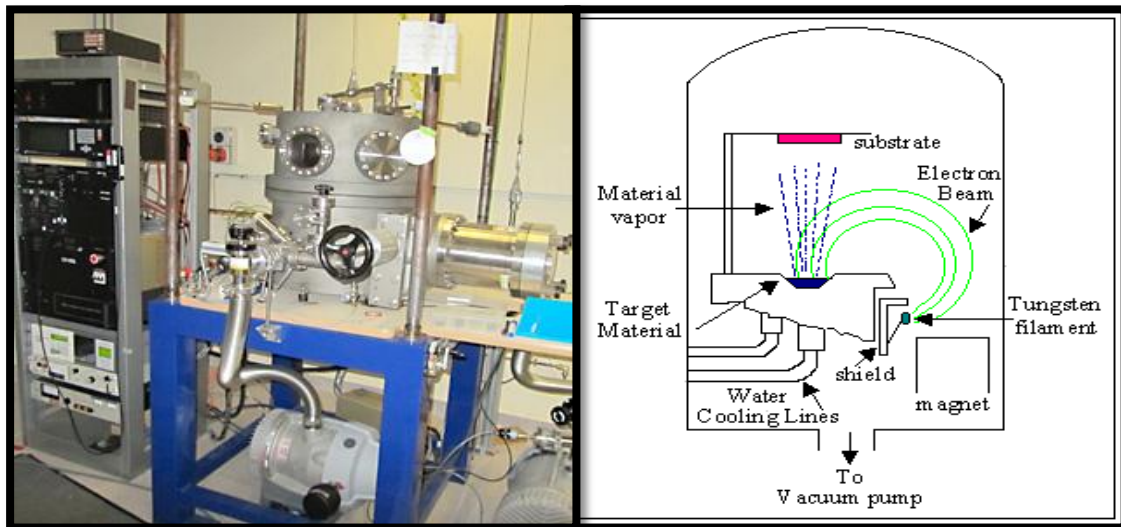 substrate
Electron
Beam
Material
vapor
Target
Material
Tungsten
filament
shield
Water
Cooling Lines
magnet
To
Vacuum pump